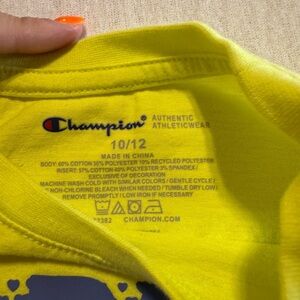 Champion® AUTHENTIC
ATHLETICWEAR
10/12
MADE IN CHINA
BODY: 60% COTTON 30% POLYESTER 10% RECYCLED POLYESTER
INSERT: 57% COTTON 40% POLYESTER 3% SPANDEX
EXCLUSIVE OF DECORATION
MACHINE WASH COLD WITH SIMILAR COLORS / GENTLE CYCLE /
NON-CHLORINE BLEACH WHEN NEEDED / TUMBLE DRY LOW /
REMOVE PROMPTLY / LOW IRON IF NECESSARY /
CHAMPION.COM